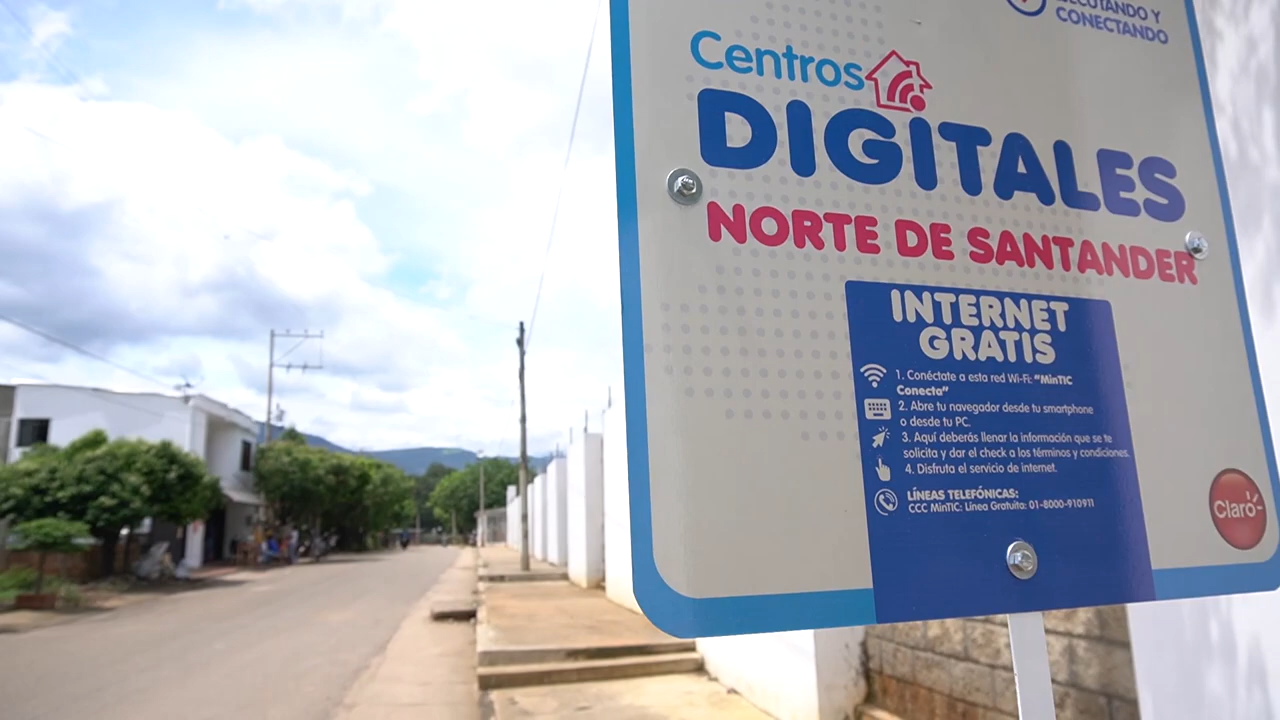 CONECTANDO
Centros
DIGITALES
NORTE DE SANTANDER
INTERNET
GRATIS
1. Conéctate a esta red Wi-Fi: "MinTIC
Conecta"
2. Abre tu navegador desde tu smartphone
o desde tu PC.
3. Aquí deberás llenar la información que se te
solicita y dar el check a los términos y condiciones.
4. Disfruta el servicio de internet.
LÍNEAS TELEFÓNICAS:
CCC MinTIC: Línea Gratuita: 01-8000-910911
Claro